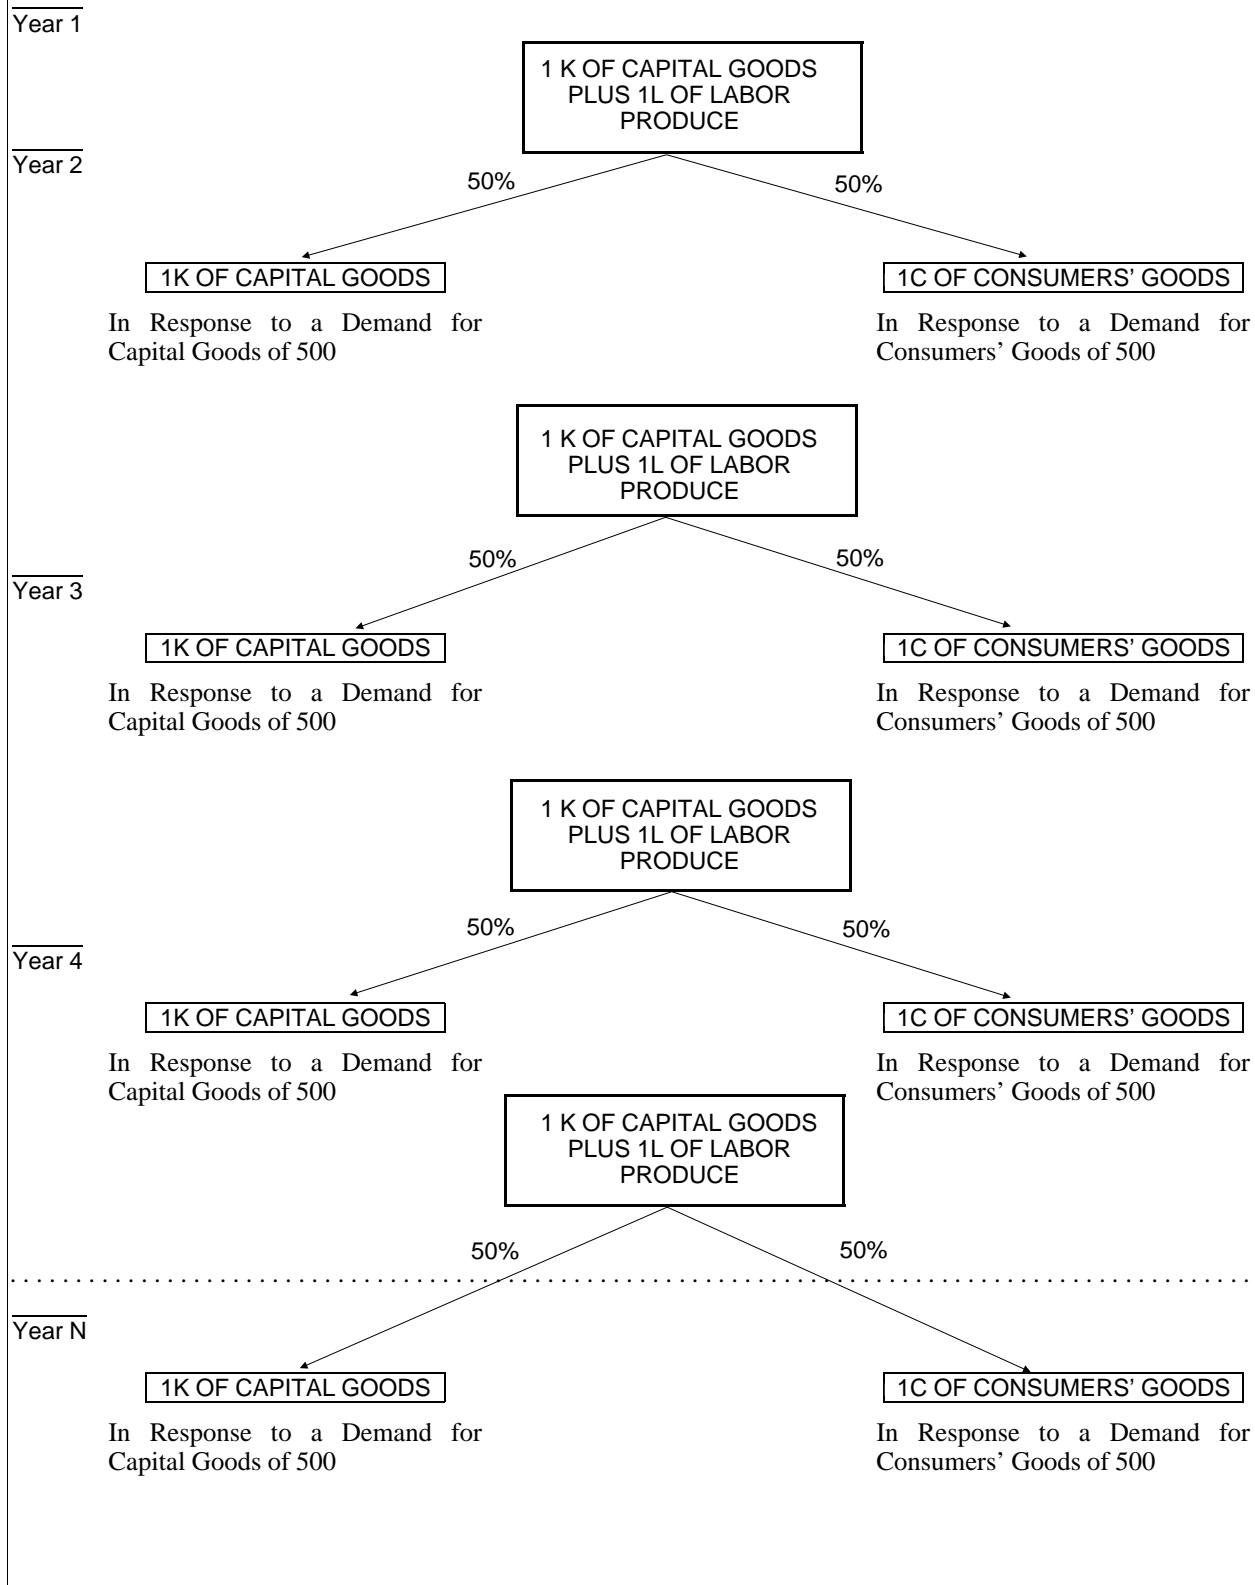 Year 1
1 K OF CAPITAL GOODS
PLUS 1L OF LABOR
PRODUCE
Year 2
50%
50%
1K OF CAPITAL GOODS
1C OF CONSUMERS' GOODS
In Response to a Demand for
Capital Goods of 500
In Response to a Demand for
Consumers' Goods of 500
1 K OF CAPITAL GOODS
PLUS 1L OF LABOR
PRODUCE
50%
50%
Year 3
1K OF CAPITAL GOODS
1C OF CONSUMERS' GOODS
In Response to a Demand for
Capital Goods of 500
In Response to a Demand for
Consumers' Goods of 500
1 K OF CAPITAL GOODS
PLUS 1L OF LABOR
PRODUCE
50%
50%
Year 4
1K OF CAPITAL GOODS
1C OF CONSUMERS' GOODS
In Response to a Demand for
Capital Goods of 500
In Response to a Demand for
Consumers' Goods of 500
1 K OF CAPITAL GOODS
PLUS 1L OF LABOR
PRODUCE
50%
50%
Year N
1K OF CAPITAL GOODS
1C OF CONSUMERS' GOODS
In Response to a Demand for
Capital Goods of 500
In Response to a Demand for
Consumers' Goods of 500